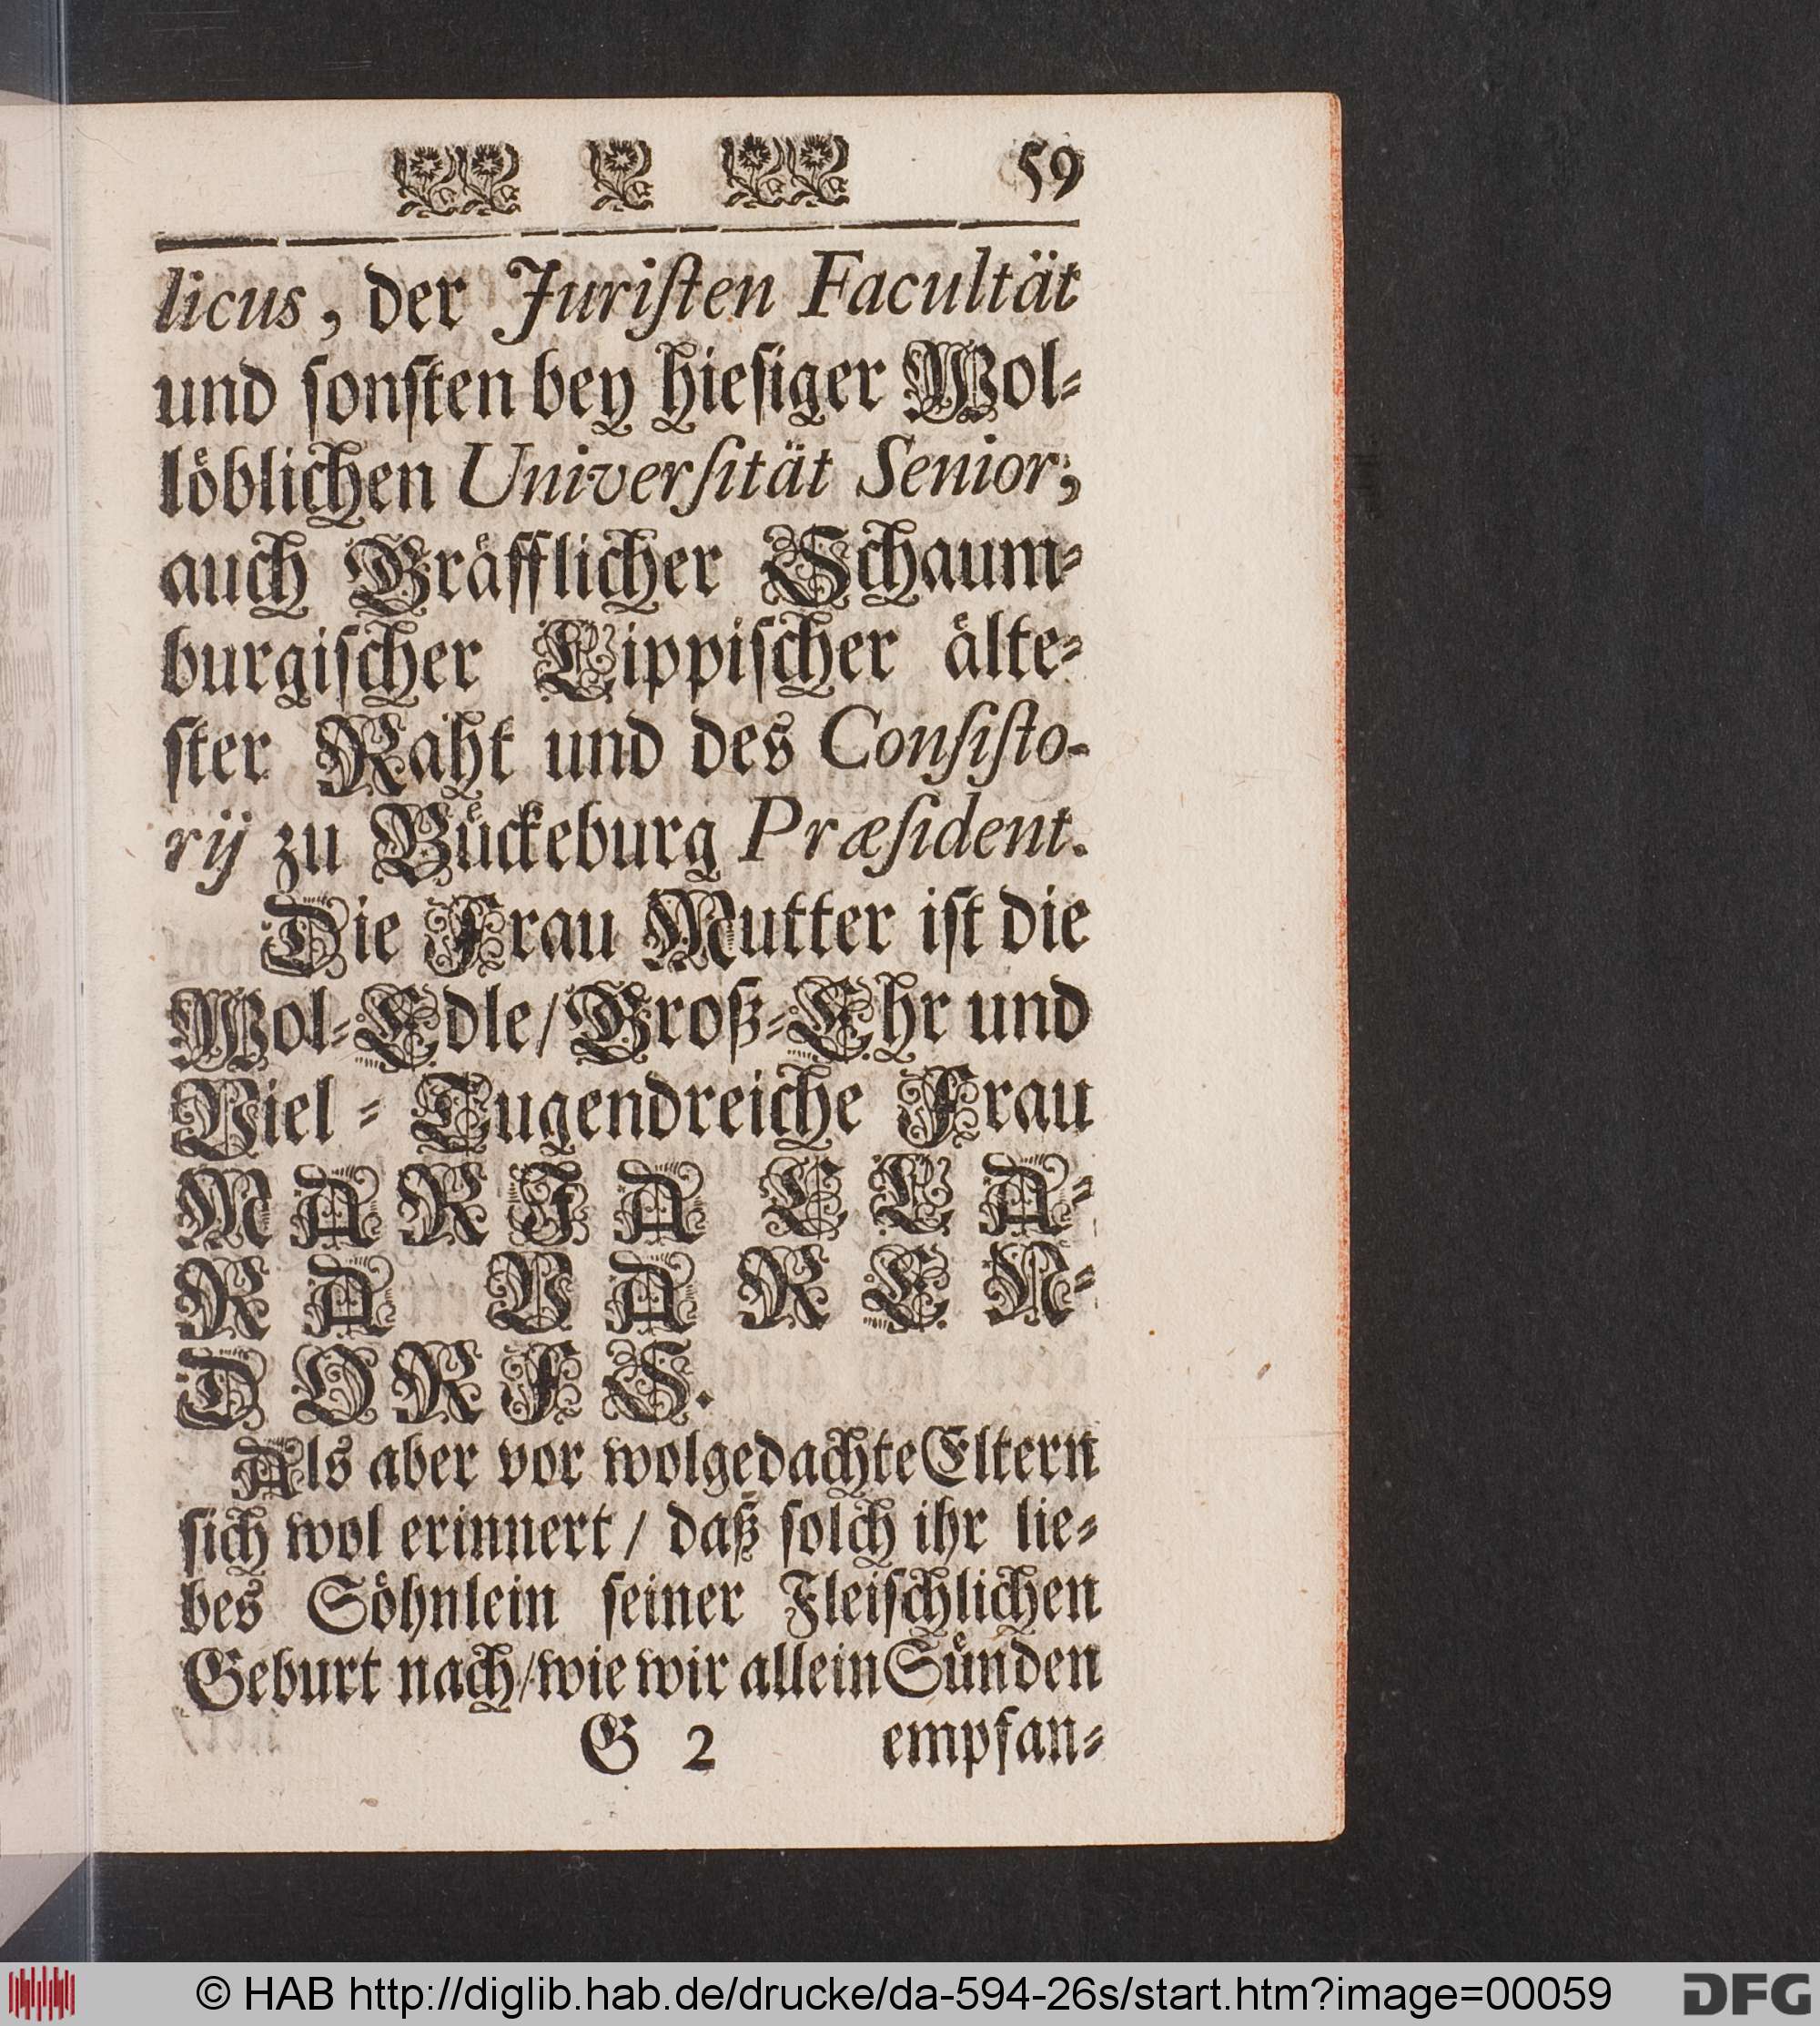 59
licus, der Juriſten Facultät
und ſonſten bey hieſiger Wol-
löblichen Univerſität Senior,
auch Gräfflicher Schaum-
burgiſcher Lippiſcher älte-
ſter Raht und des Conſiſto-
rij zu Bückeburg Præſident.
Die Frau Mutter iſt die
Wol-Edle/Groß-Ehr und
Viel-Tugendreiche Frau
MARIA CLA-
RA VAREN-
DORFS.
Als aber vor wolgedachte Eltern
ſich wol erinnert/ daß ſolch ihr lie-
bes Söhnlein ſeiner Fleiſchlichen
Geburt nach/wie wir allein Sünden
G 2 empfan-
© HAB http://diglib.hab.de/drucke/da-594-26s/start.htm?image=00059
DFG